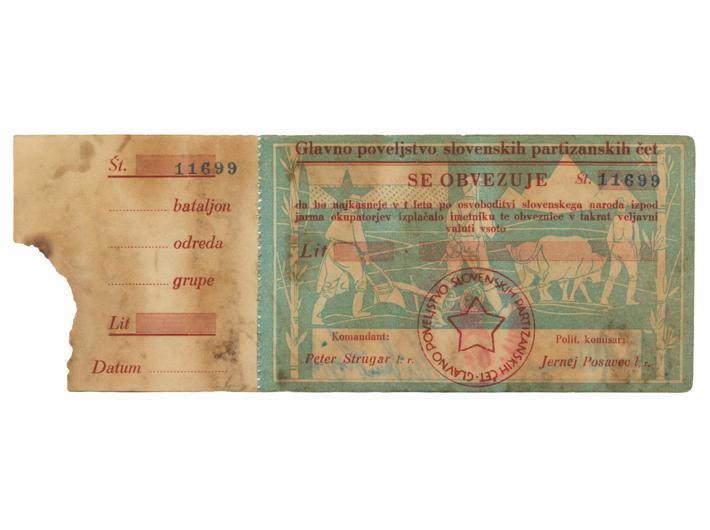 Št. 11699
bataljon
odreda
grupe
Lit
Datum
Glavno poveljstvo slovenskih partizanskih čet
SE OBVEZUJE Št. 11699
da bo najkasneje v 1 letu po osvoboditvi slovenskega naroda izpod
jarma okupatorjev izplačalo imetniku te obveznice v takrat veljavni
valuti vsoto
Lit
GLAVNO POVELJSTVO SLOVENSKIH PARTIZANSKIH ČET
Komandant:
Peter Strugar l. r.
Polit. komisar:
Jernej Posavec l. r.